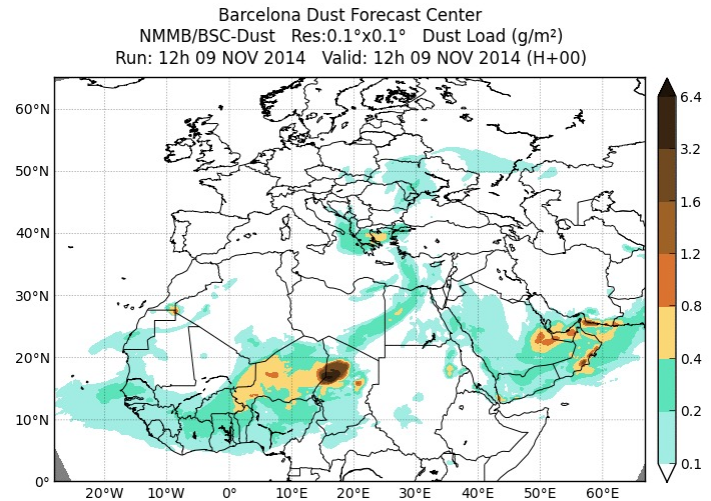 Barcelona Dust Forecast Center
NMMB/BSC-Dust Res:0.1°x0.1° Dust Load (g/m²)
Run: 12h 09 NOV 2014 Valid: 12h 09 NOV 2014 (H+00)
60°N
50°N
40°N
30°N
20°N
10°N
0°
20°W 10°W 0° 10°E 20°E 30°E 40°E 50°E 60°E
6.4
3.2
1.6
1.2
0.8
0.4
0.2
0.1